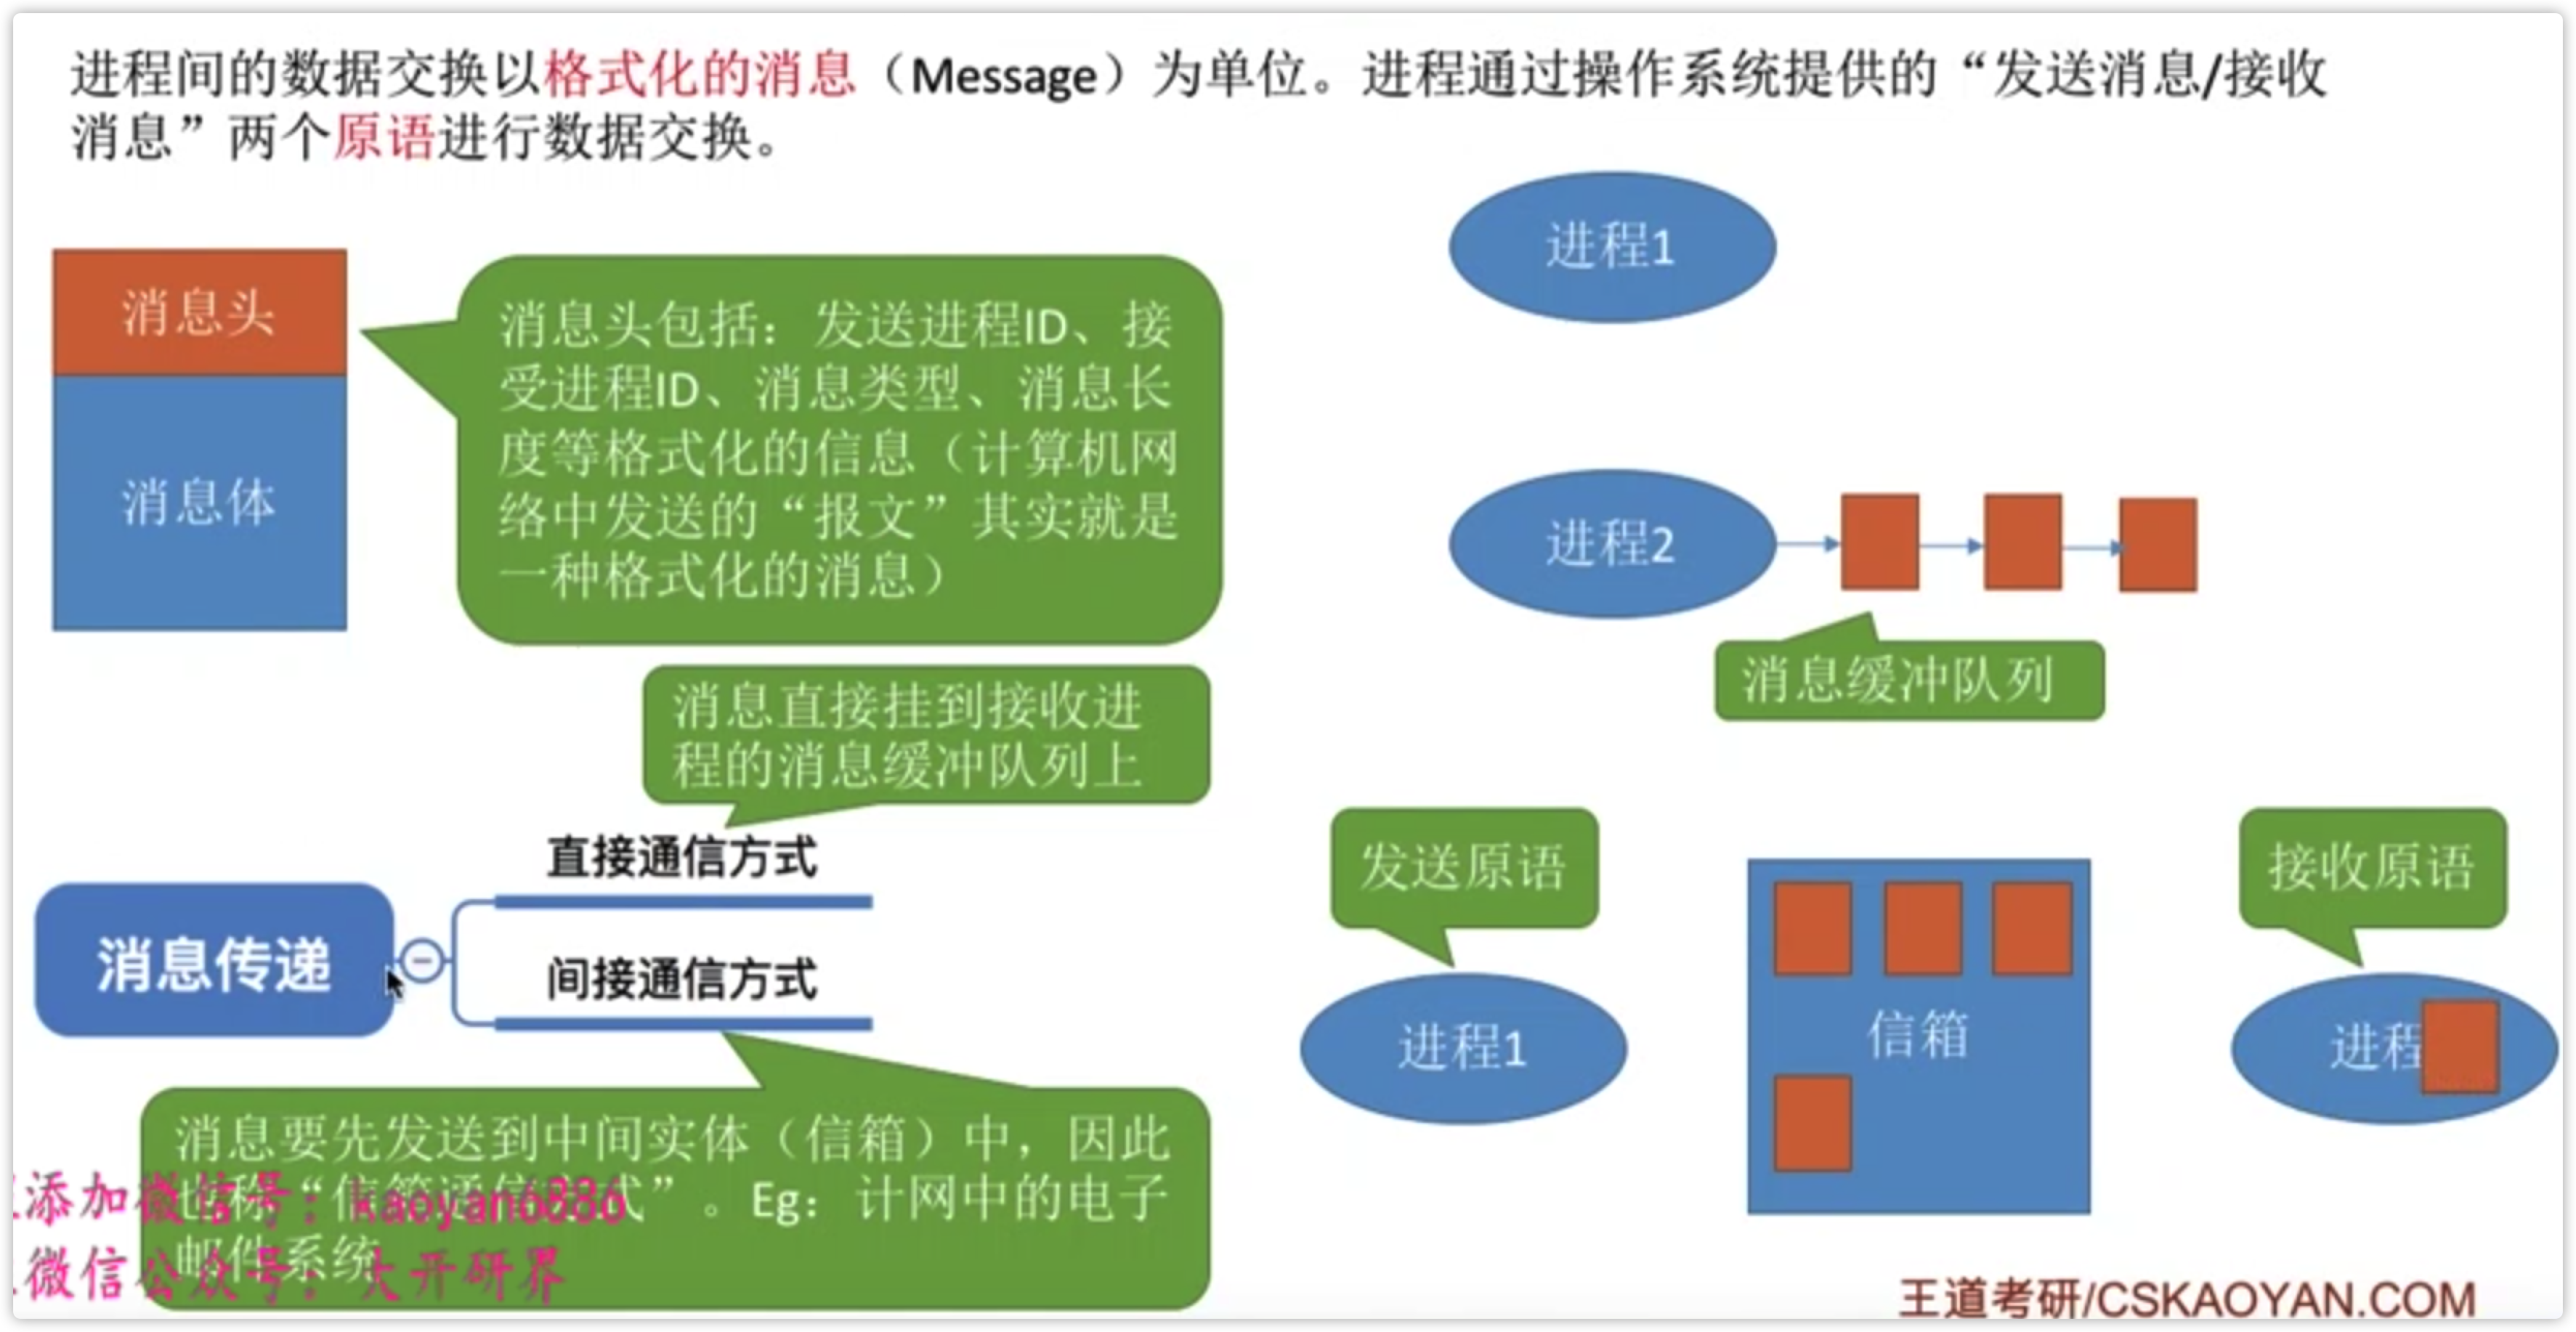 进程间的数据交换以格式化的消息（Message）为单位。进程通过操作系统提供的“发送消息/接收
消息”两个原语进行数据交换。
消息头
消息体
消息头包括：发送进程ID、接
受进程ID、消息类型、消息长
度等格式化的信息（计算机网
络中发送的“报文”其实就是
一种格式化的消息）
进程1
进程2
消息缓冲队列
消息直接挂到接收进
程的消息缓冲队列上
直接通信方式
消息传递
间接通信方式
消息要先发送到中间实体（信箱）中，因此
也称“信箱通信方式”。Eg：计网中的电子
邮件系统
添加微信号：kaoyan6886
微信公众号：大开研界
发送原语
进程1
信箱
接收原语
进程
王道考研/CSKAOYAN.COM